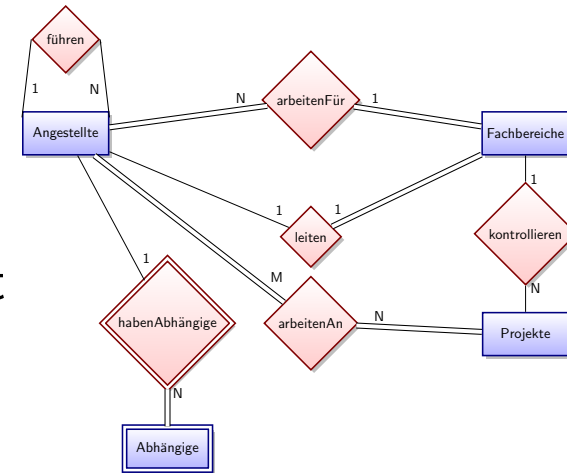 führen
1 N
N arbeitenFür 1
Angestellte
Fachbereiche
1
1 leiten 1
kontrollieren
1
M
t
N
habenAbhängige
arbeitenAn N
Projekte
N
Abhängige